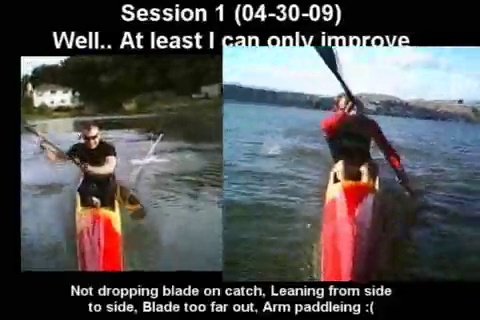 Session 1 (04-30-09)
Well.. At least I can only improve
Not dropping blade on catch, Leaning from side
to side, Blade too far out, Arm paddleing :(